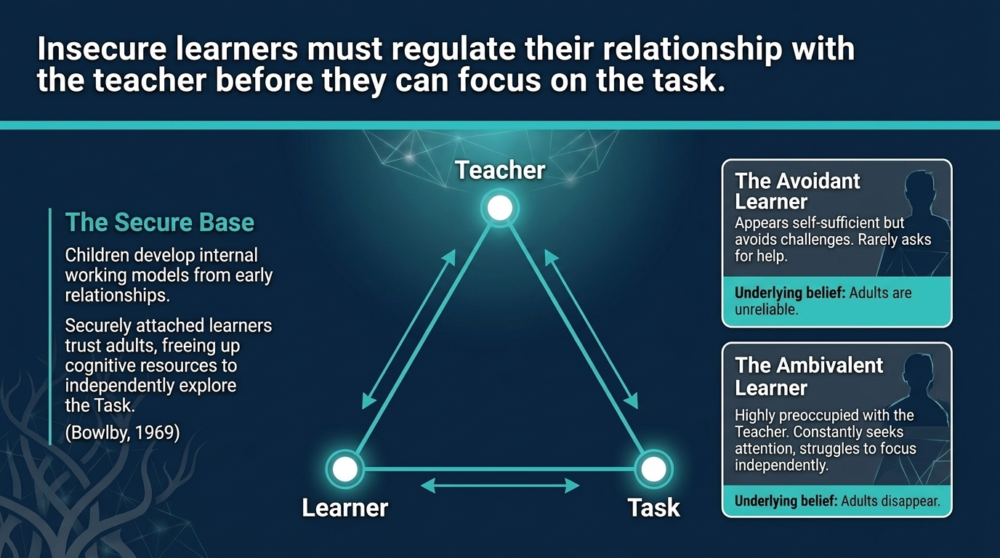 Insecure learners must regulate their relationship with
the teacher before they can focus on the task.
The Secure Base
Children develop internal
working models from early
relationships.
Securely attached learners
trust adults, freeing up
cognitive resources to
independently explore
the Task.
(Bowlby, 1969)
Teacher
Learner
Task
The Avoidant
Learner
Appears self-sufficient but
avoids challenges. Rarely asks
for help.
Underlying belief: Adults are
unreliable.
The Ambivalent
Learner
Highly preoccupied with the
Teacher. Constantly seeks
attention, struggles to focus
independently.
Underlying belief: Adults disappear.